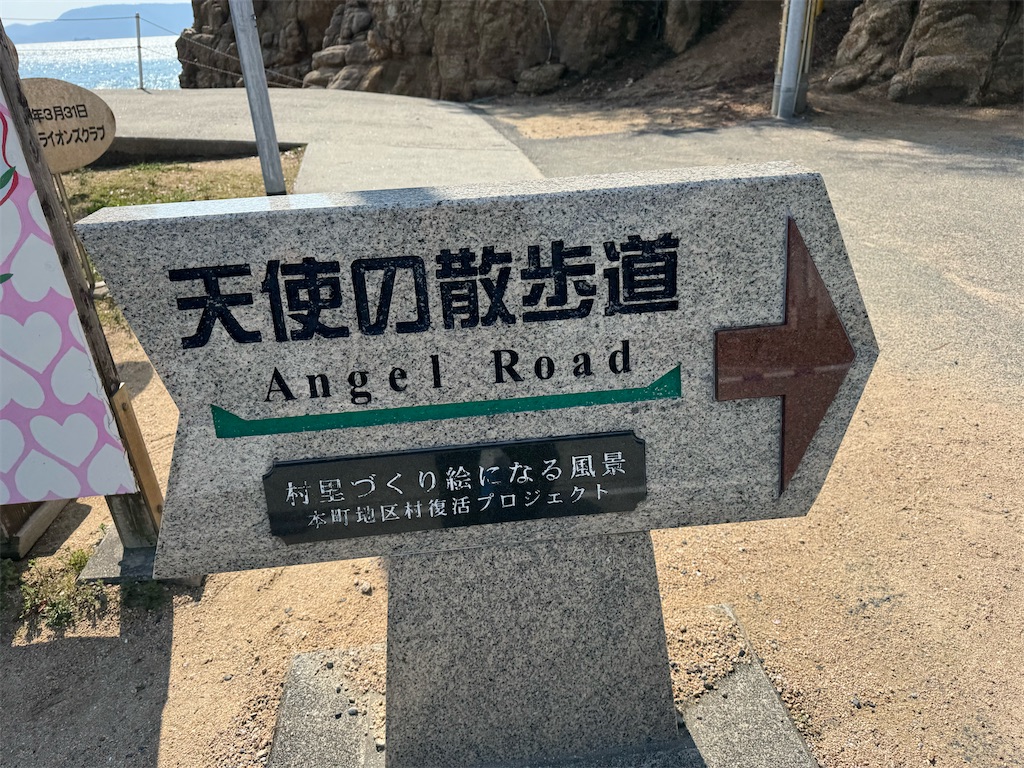 年3月31日
ライオンズクラブ
天使の散歩道
Angel Road
村里づくり絵になる風景
本町地区村復活プロジェクト